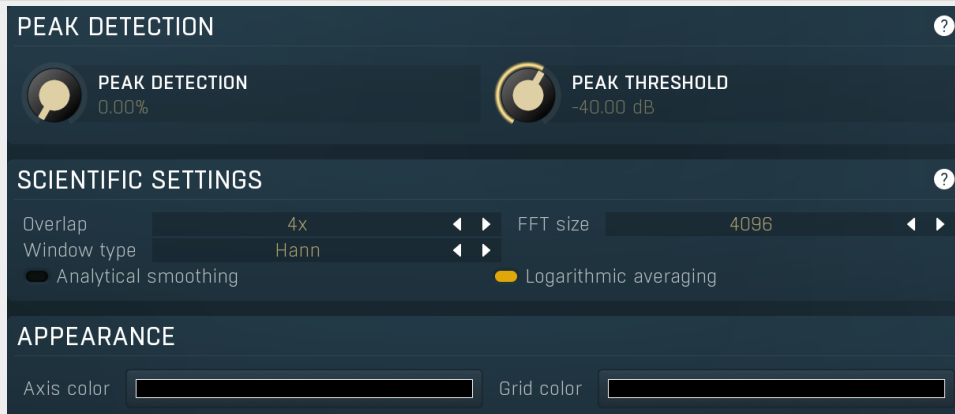 PEAK DETECTION ?
PEAK DETECTION PEAK THRESHOLD
0.00% -40.00 dB
SCIENTIFIC SETTINGS ?
Overlap 4x FFT size 4096
Window type Hann
Analytical smoothing Logarithmic averaging
APPEARANCE
Axis color Grid color